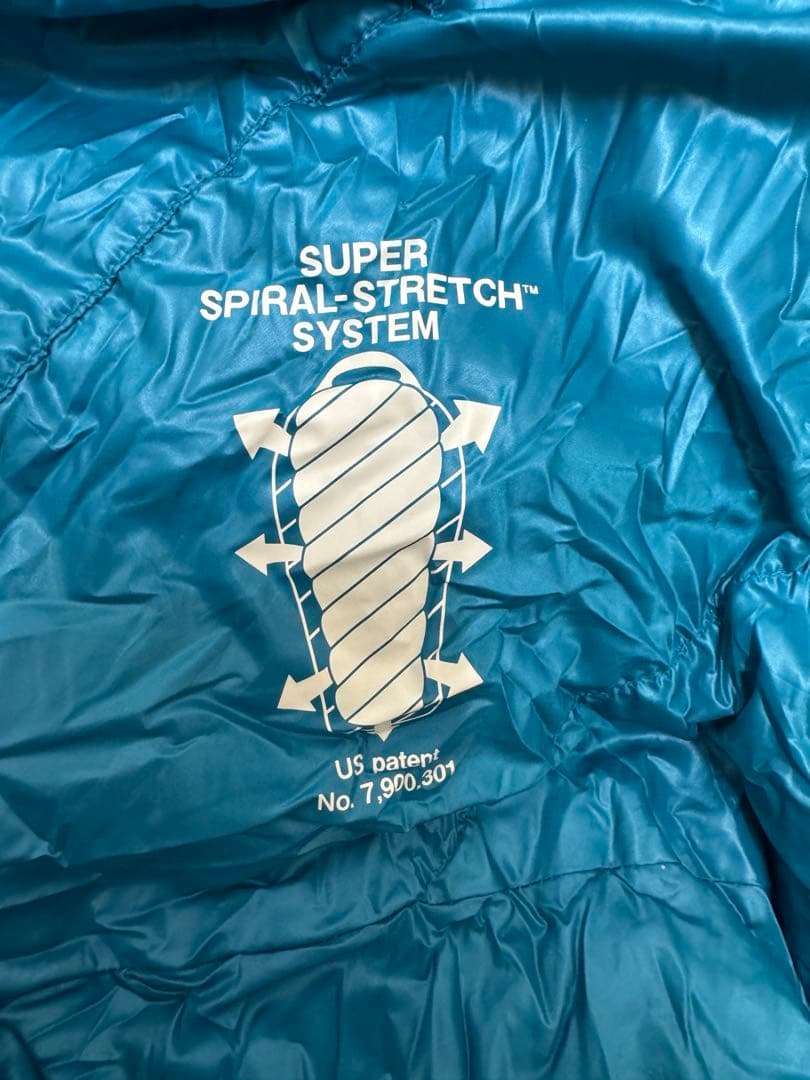 SUPER
SPIRAL-STRETCH™
SYSTEM
US patent
No. 7,900,301